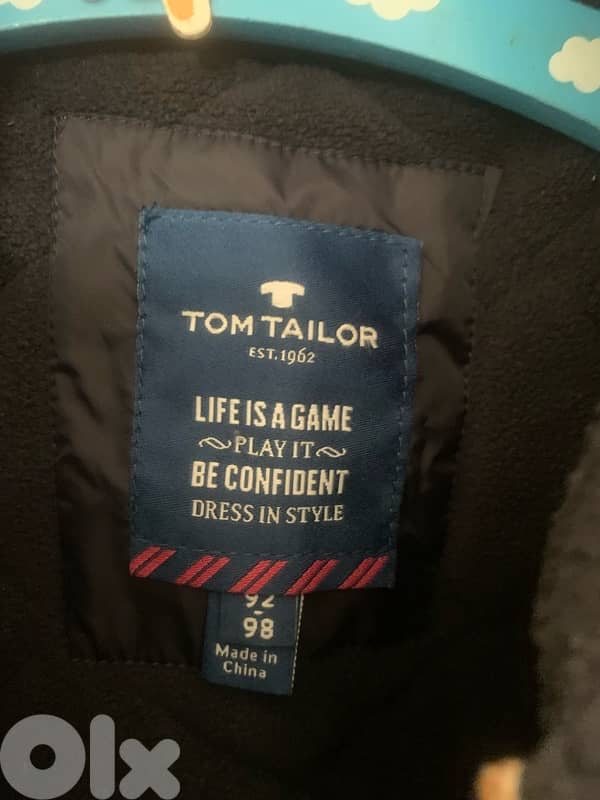 TOM TAILOR
EST. 1962
LIFE IS A GAME
PLAY IT
BE CONFIDENT
DRESS IN STYLE
92
-
98
Made in
China
Olx